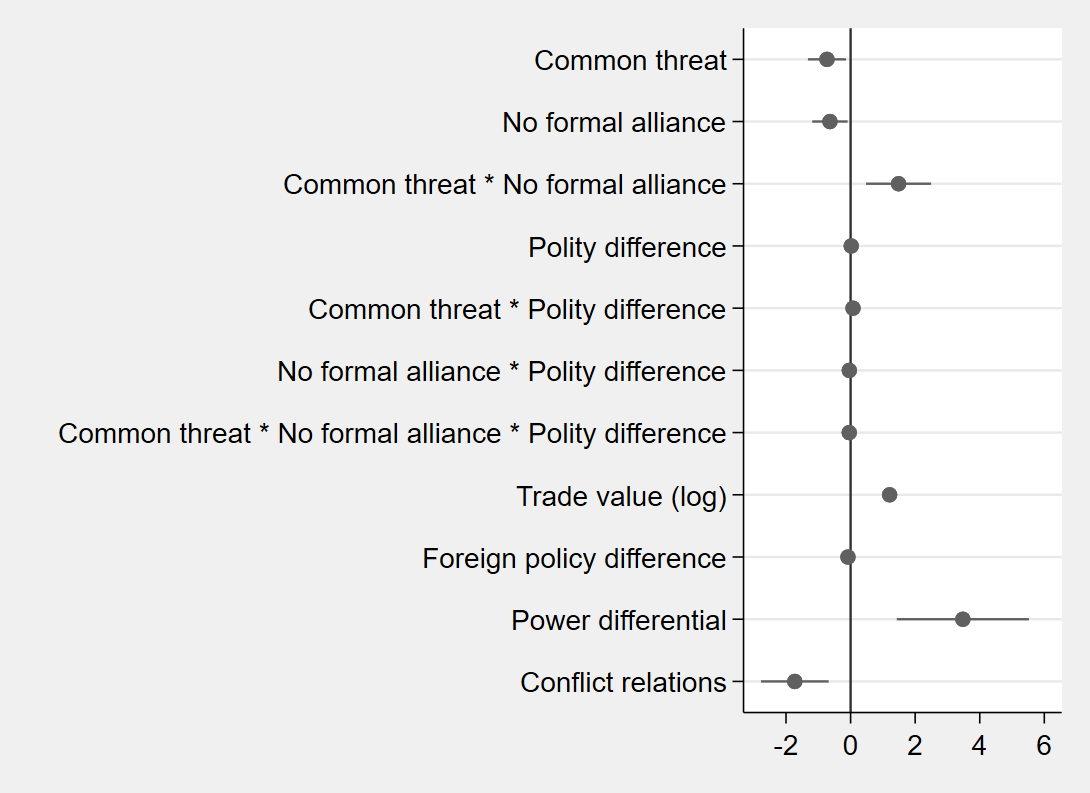 Common threat
No formal alliance
Common threat * No formal alliance
Polity difference
Common threat * Polity difference
No formal alliance * Polity difference
Common threat * No formal alliance * Polity difference
Trade value (log)
Foreign policy difference
Power differential
Conflict relations
-2 0 2 4 6